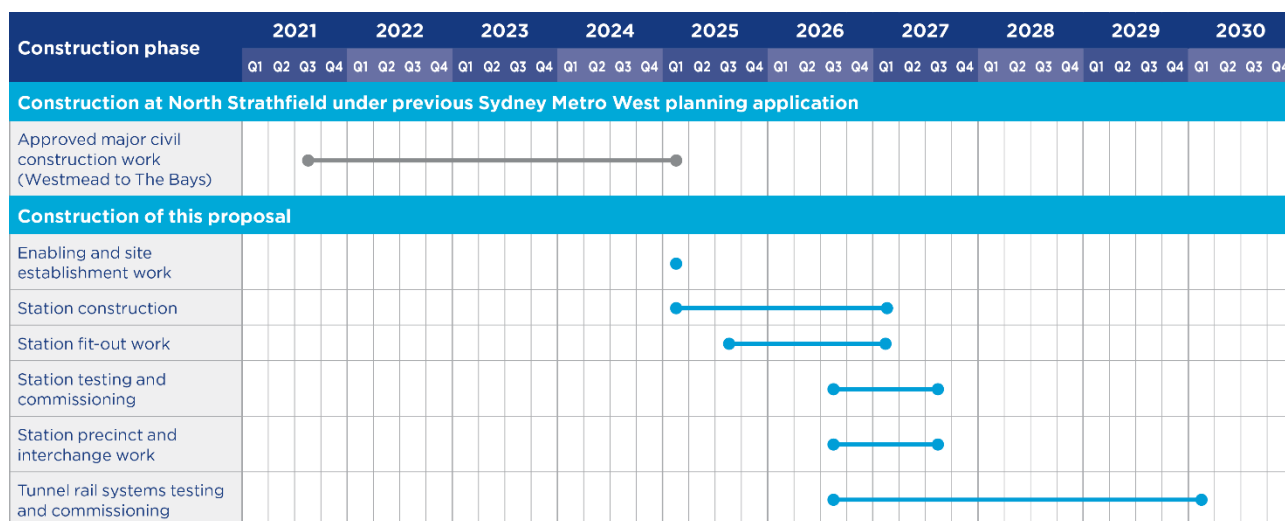 Construction phase
2021 2022 2023 2024 2025 2026 2027 2028 2029 2030
Q1 Q2 Q3 Q4 Q1 Q2 Q3 Q4 Q1 Q2 Q3 Q4 Q1 Q2 Q3 Q4 Q1 Q2 Q3 Q4 Q1 Q2 Q3 Q4 Q1 Q2 Q3 Q4 Q1 Q2 Q3 Q4 Q1 Q2 Q3 Q4 Q1 Q2 Q3 Q4
Construction at North Strathfield under previous Sydney Metro West planning application
Approved major civil
construction work
(Westmead to The Bays)
Construction of this proposal
Enabling and site
establishment work
Station construction
Station fit-out work
Station testing and
commissioning
Station precinct and
interchange work
Tunnel rail systems testing
and commissioning